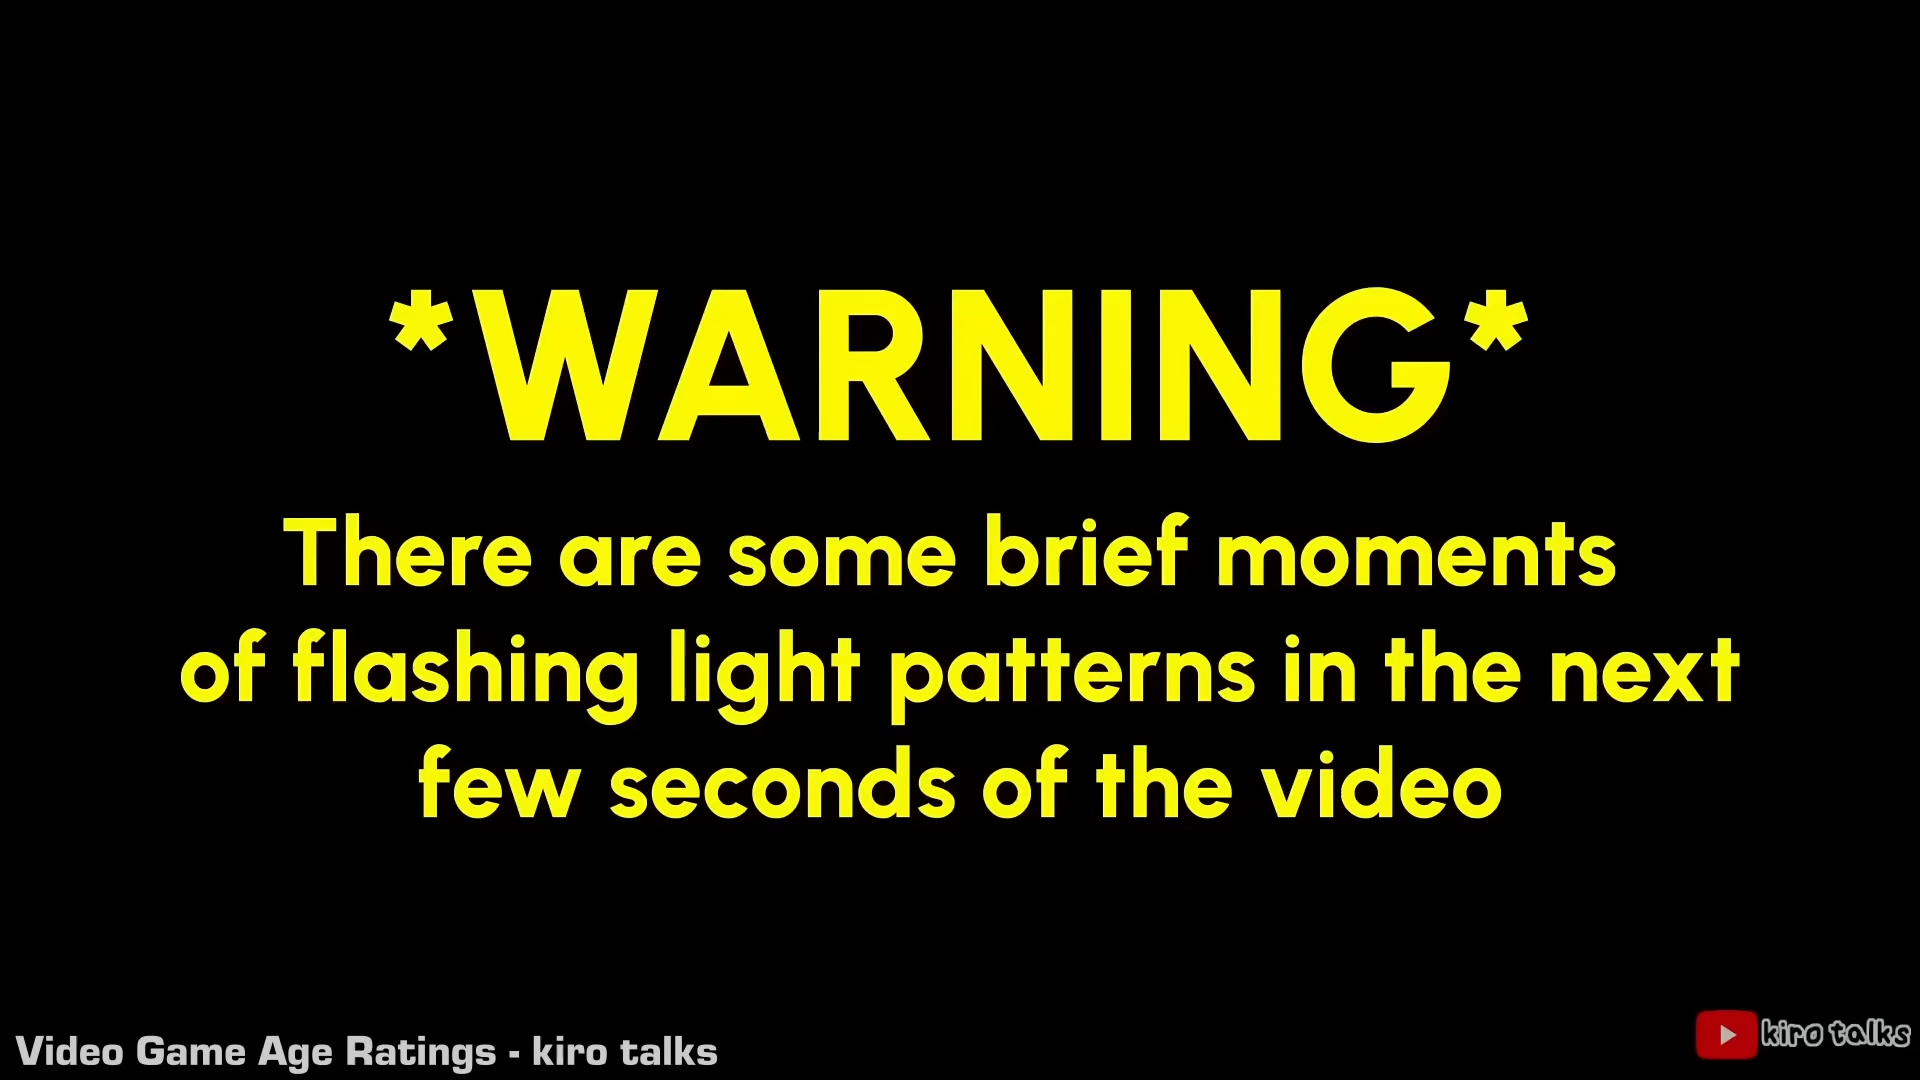 *WARNING*
There are some brief moments
of flashing light patterns in the next
few seconds of the video
Video Game Age Ratings - kiro talks
kiro talks